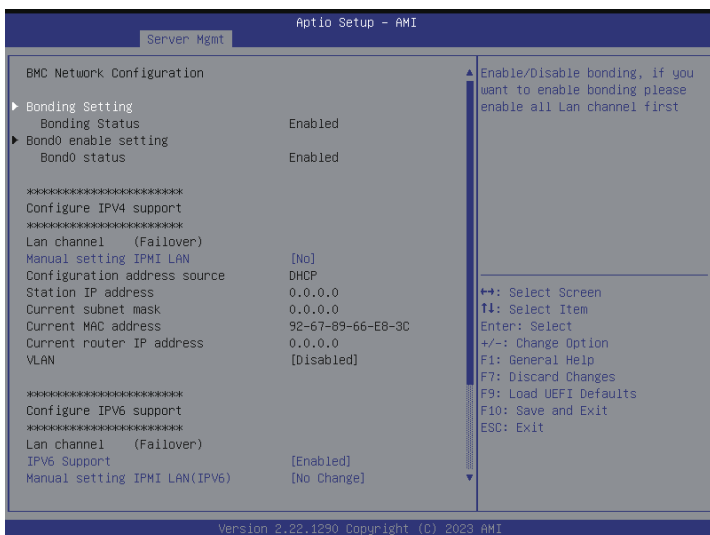 Aptio Setup – AMI
Server Mgmt
BMC Network Configuration
Bonding Setting
Bonding Status Enabled
Bond0 enable setting
Bond0 status Enabled
**********************
Configure IPV4 support
**********************
Lan channel (Failover)
Manual setting IPMI LAN [No]
Configuration address source DHCP
Station IP address 0.0.0.0
Current subnet mask 0.0.0.0
Current MAC address 92-67-89-66-E8-3C
Current router IP address 0.0.0.0
VLAN [Disabled]
**********************
Configure IPV6 support
**********************
Lan channel (Failover)
IPV6 Support [Enabled]
Manual setting IPMI LAN(IPV6) [No Change]
Enable/Disable bonding, if you
want to enable bonding please
enable all Lan channel first
↔: Select Screen
↑↓: Select Item
Enter: Select
+/-: Change Option
F1: General Help
F7: Discard Changes
F9: Load UEFI Defaults
F10: Save and Exit
ESC: Exit
Version 2.22.1290 Copyright (C) 2023 AMI